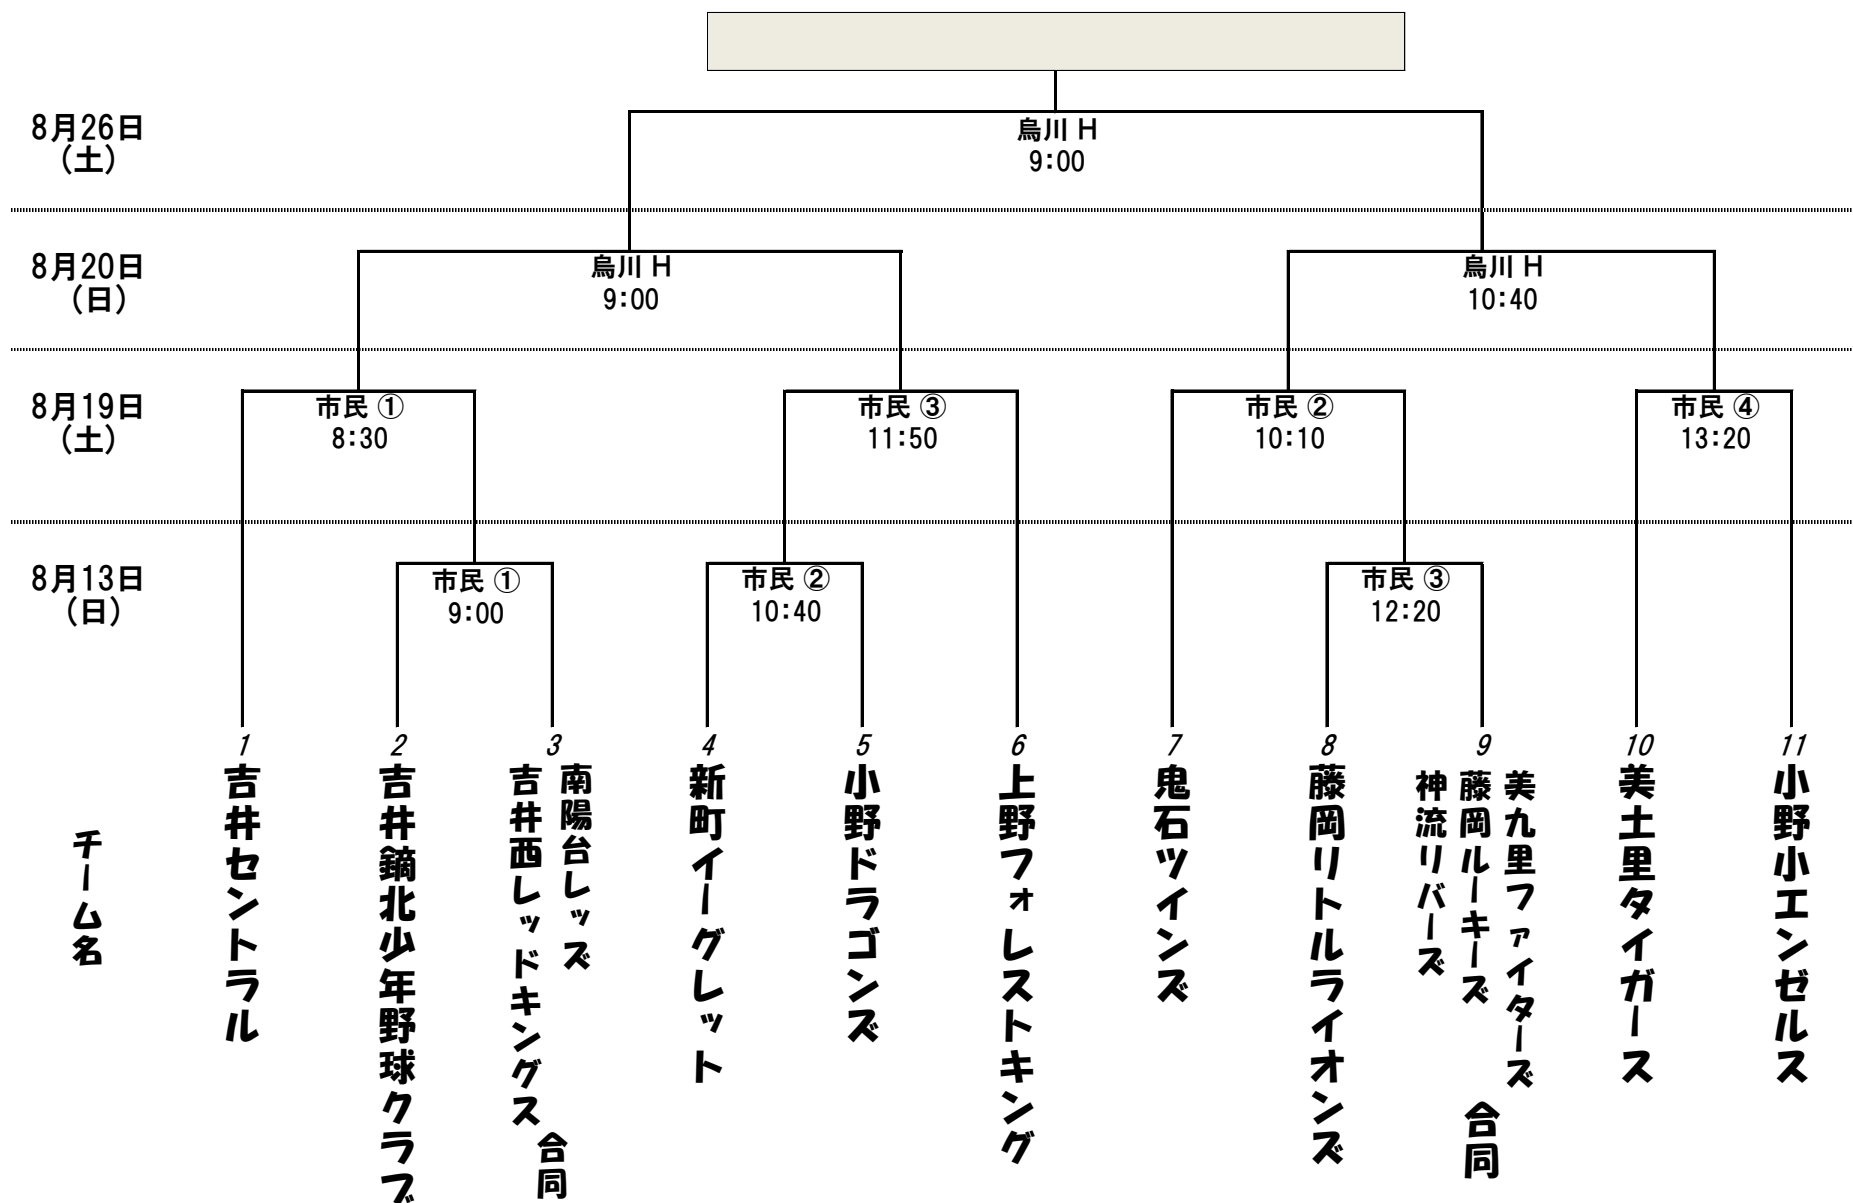 8月26日
（土）
烏川 H
9:00
8月20日
（日）
烏川 H
9:00
烏川 H
10:40
8月19日
（土）
市民 ①
8:30
市民 ③
11:50
市民 ②
10:10
市民 ④
13:20
8月13日
（日）
市民 ①
9:00
市民 ②
10:40
市民 ③
12:20
チーム名
1
吉井セントラル
2
吉井鏑北少年野球クラブ
3
南陽台レッズ
吉井西レッドキングス
合同
4
新町イーグレット
5
小野ドラゴンズ
6
上野フォレストキング
7
鬼石ツインズ
8
藤岡リトルライオンズ
9
美九里ファイターズ
藤岡ルーキーズ
神流リバーズ
合同
10
美土里タイガース
11
小野小エンゼルス